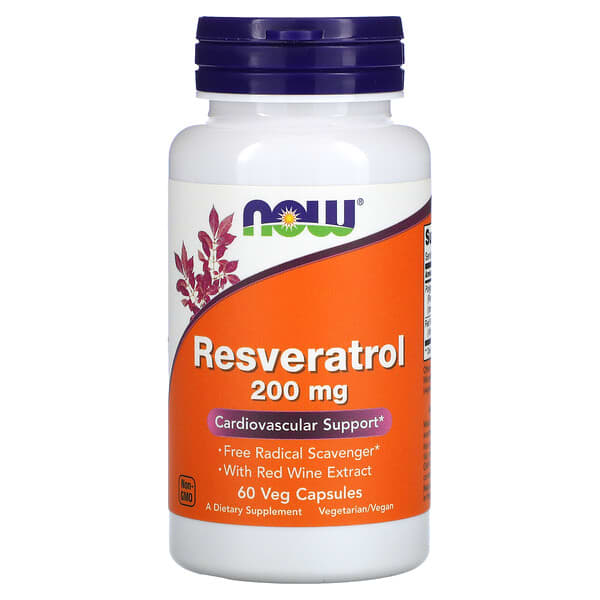 NOW®
Resveratrol
200 mg
Cardiovascular Support*
• Free Radical Scavenger*
• With Red Wine Extract
Non-
GMO
60 Veg Capsules
A Dietary Supplement Vegetarian/Vegan